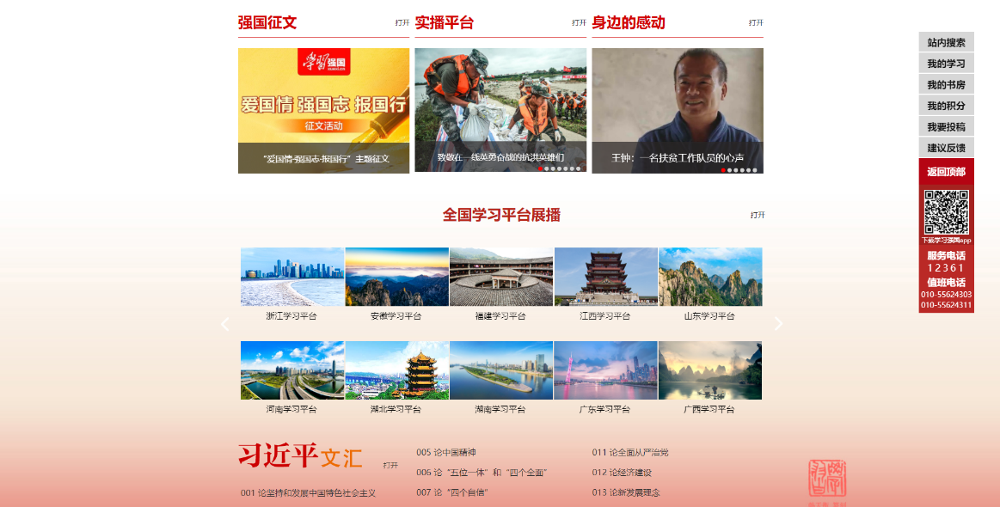 强国征文
打开
实播平台
打开
身边的感动
打开
学习强国
爱国情 强国志 报国行
征文活动
“爱国情·强国志·报国行”主题征文
致敬在一线英勇奋战的抗洪英雄们
王钟：一名扶贫工作队员的心声
全国学习平台展播
打开
浙江学习平台
安徽学习平台
福建学习平台
江西学习平台
山东学习平台
河南学习平台
湖北学习平台
湖南学习平台
广东学习平台
广西学习平台
习近平文汇
打开
001 论坚持和发展中国特色社会主义
005 论中国精神
006 论“五位一体”和“四个全面”
007 论“四个自信”
011 论全面从严治党
012 论经济建设
013 论新发展理念
站内搜索
我的学习
我的书房
我的积分
我要投稿
建议反馈
返回顶部
下载学习强国app
服务电话
12361
值班电话
010-55624303
010-55624311